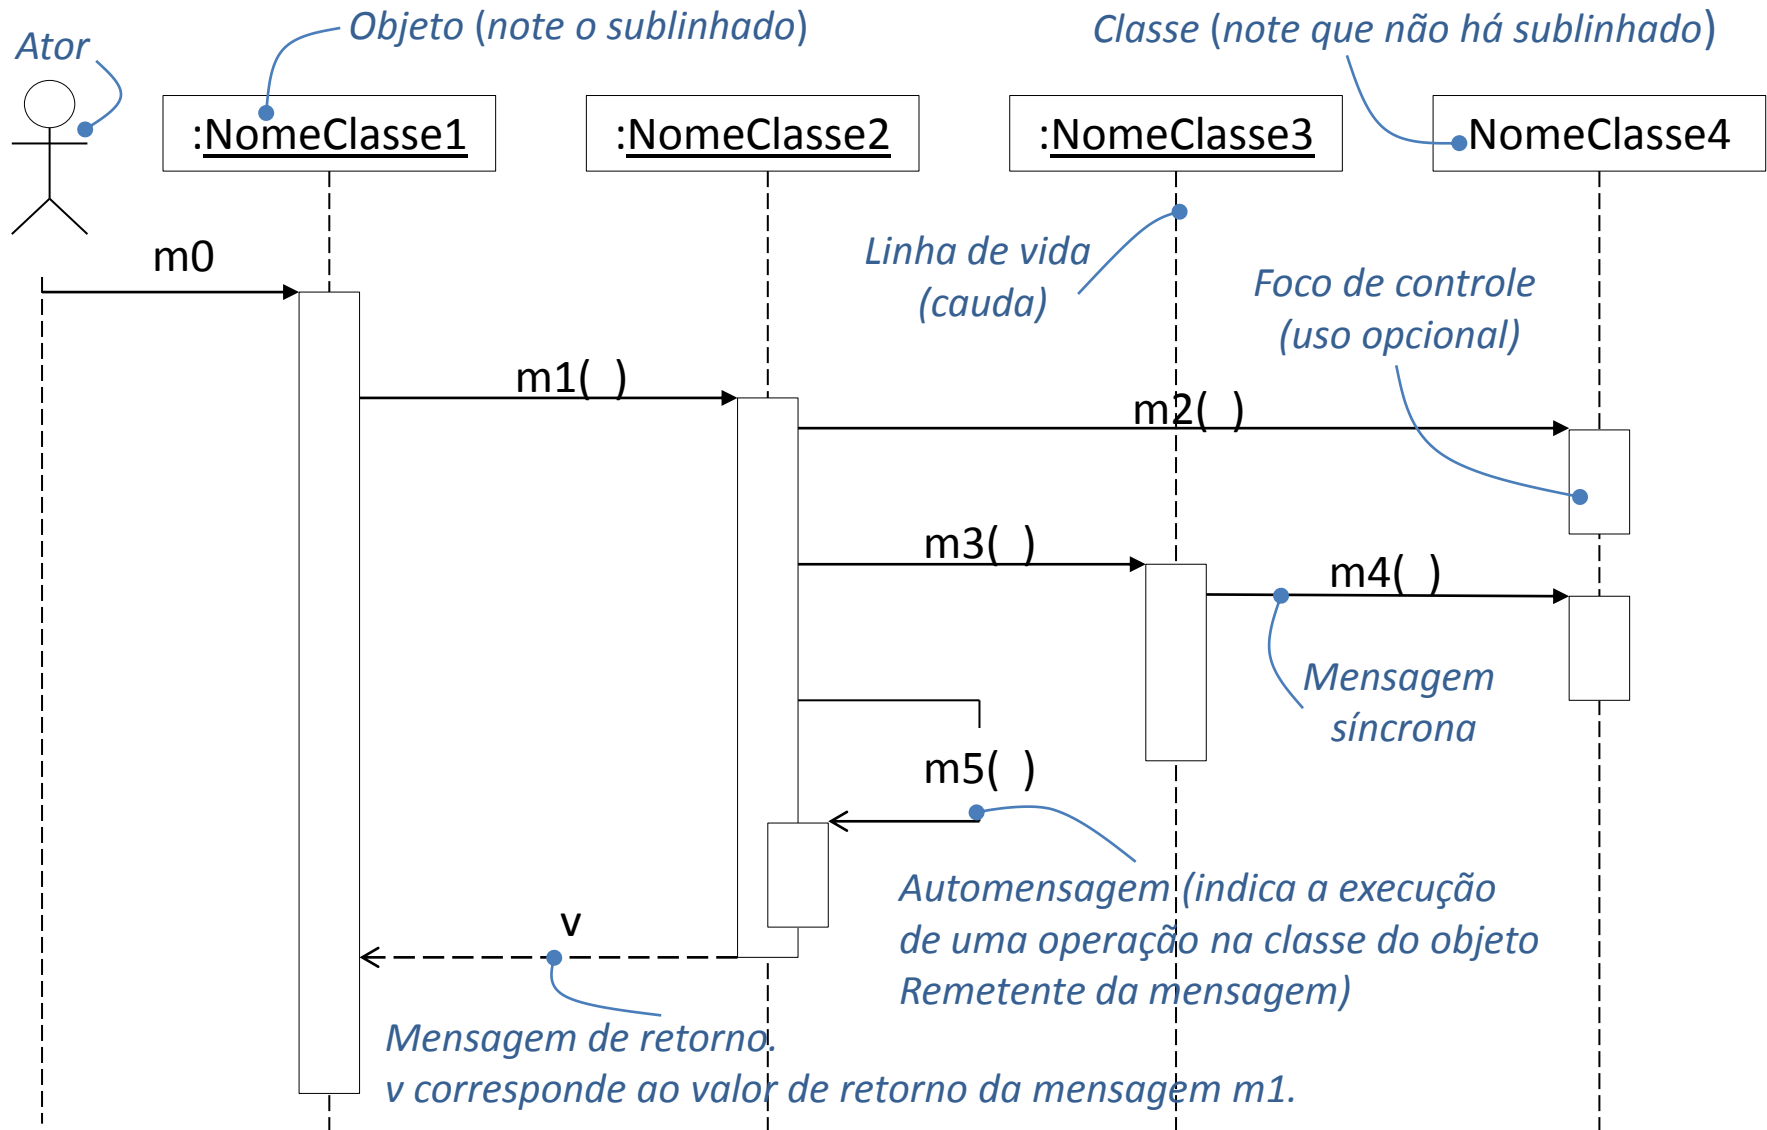 Objeto (note o sublinhado)
Classe (note que não há sublinhado)
Ator
:NomeClasse1
:NomeClasse2
:NomeClasse3
NomeClasse4
m0
Linha de vida
(cauda)
Foco de controle
(uso opcional)
m1( )
m2( )
m3( )
m4( )
Mensagem
síncrona
m5( )
Automensagem (indica a execução
de uma operação na classe do objeto
Remetente da mensagem)
v
Mensagem de retorno.
v corresponde ao valor de retorno da mensagem m1.